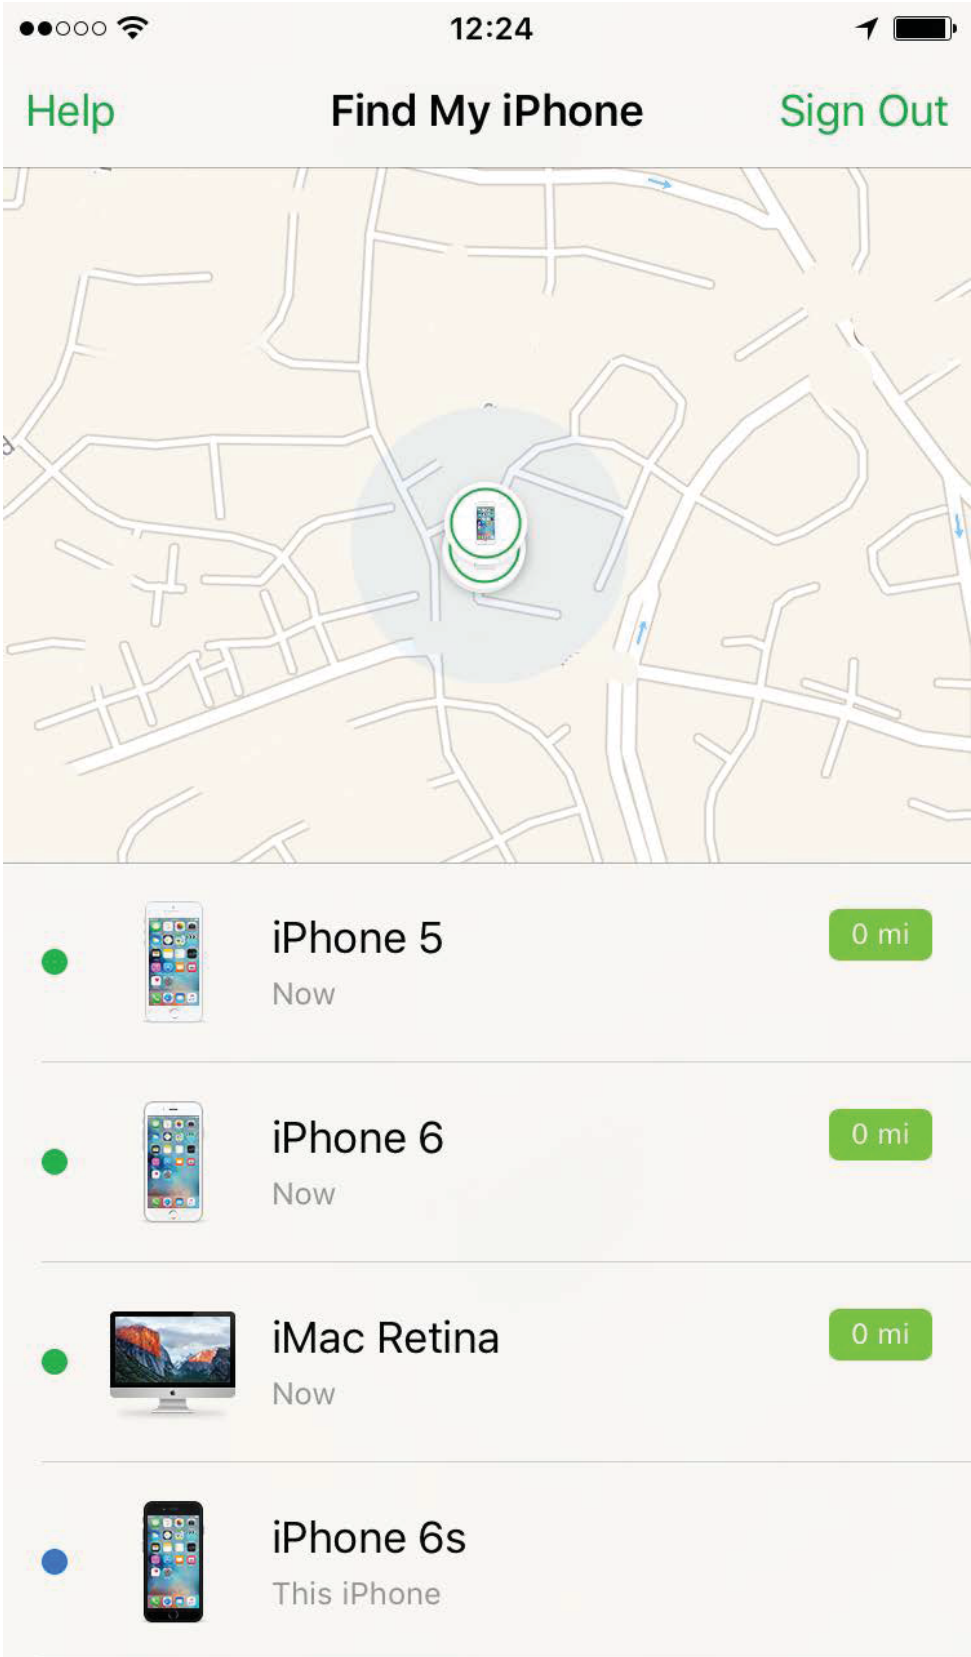 12:24
Help
Find My iPhone
Sign Out
iPhone 5
0 mi
Now
iPhone 6
0 mi
Now
iMac Retina
0 mi
Now
iPhone 6s
This iPhone